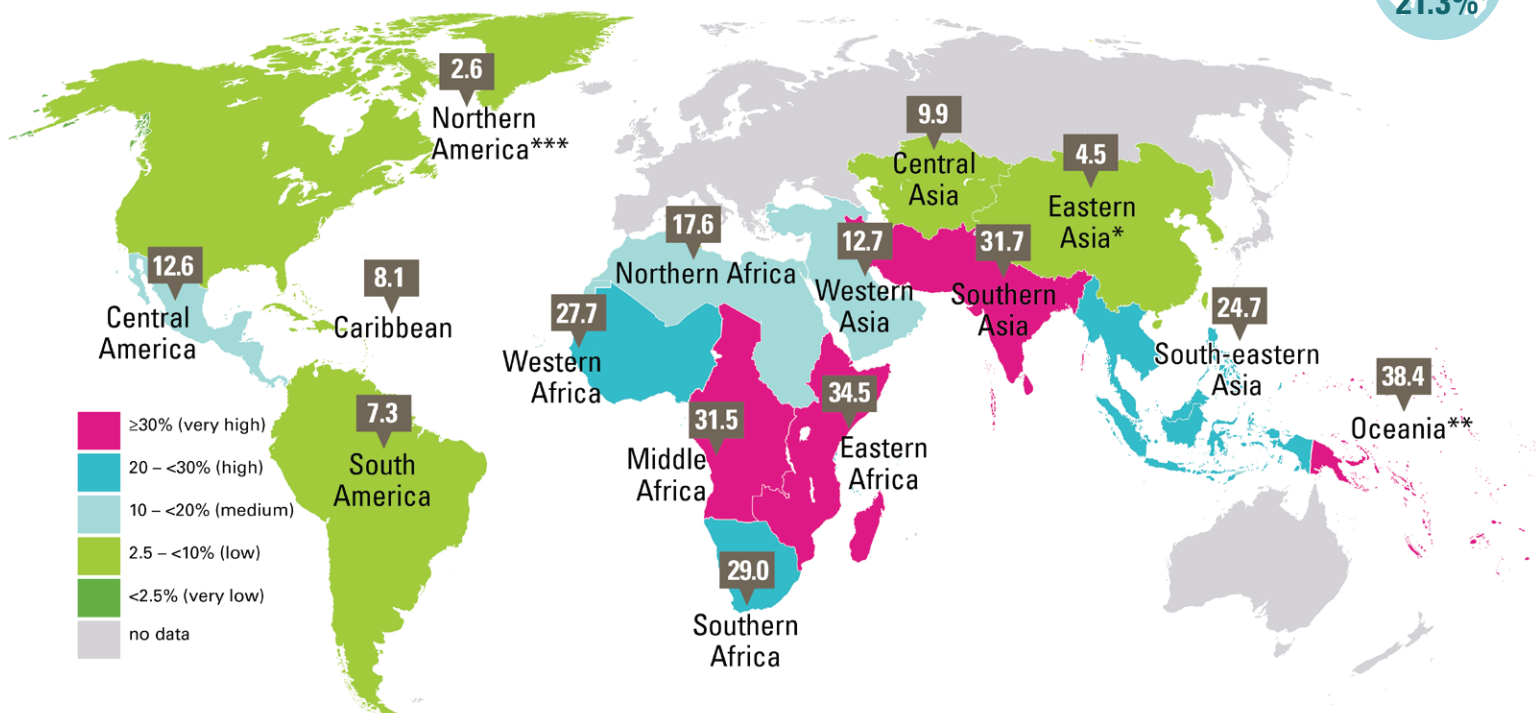 21.3%
2.6
Northern
America***
9.9
Central
Asia
4.5
Eastern
Asia*
17.6
Northern Africa
12.7
Western
Asia
31.7
Southern
Asia
12.6
Central
America
8.1
Caribbean
27.7
Western
Africa
24.7
South-eastern
Asia
38.4
Oceania**
7.3
South
America
31.5
Middle
Africa
34.5
Eastern
Africa
29.0
Southern
Africa
≥30% (very high)
20 – <30% (high)
10 – <20% (medium)
2.5 – <10% (low)
<2.5% (very low)
no data